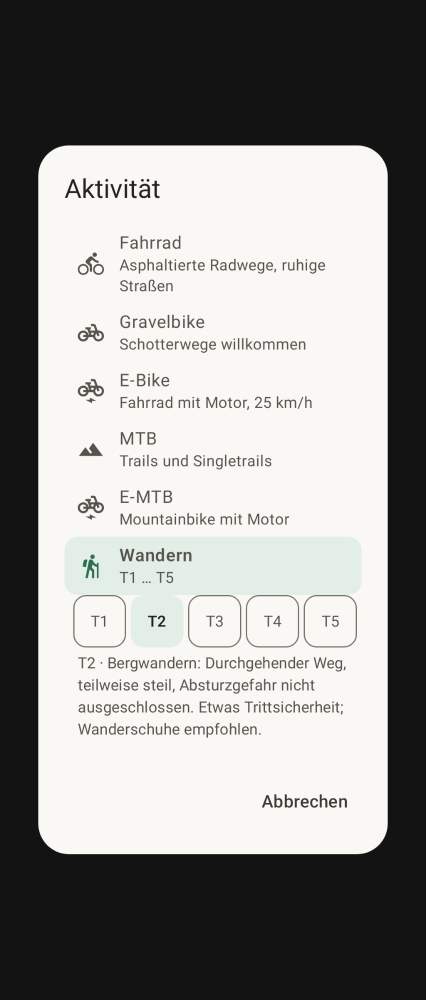 Aktivität
Fahrrad
Asphaltierte Radwege, ruhige
Straßen
Gravelbike
Schotterwege willkommen
E-Bike
Fahrrad mit Motor, 25 km/h
MTB
Trails und Singletrails
E-MTB
Mountainbike mit Motor
Wandern
T1 … T5
T1 T2 T3 T4 T5
T2 · Bergwandern: Durchgehender Weg,
teilweise steil, Absturzgefahr nicht
ausgeschlossen. Etwas Trittsicherheit;
Wanderschuhe empfohlen.
Abbrechen